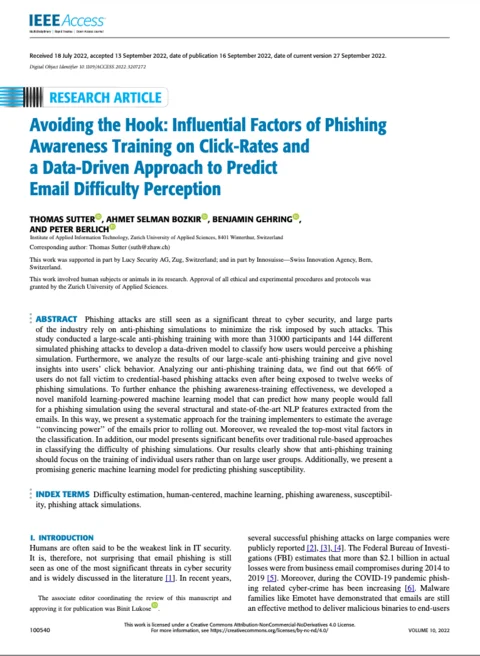 IEEE Access
Multidisciplinary | Rapid Review | Open Access Journal
Received 18 July 2022, accepted 13 September 2022, date of publication 16 September 2022, date of current version 27 September 2022.
Digital Object Identifier 10.1109/ACCESS.2022.3207272
RESEARCH ARTICLE
Avoiding the Hook: Influential Factors of Phishing
Awareness Training on Click-Rates and
a Data-Driven Approach to Predict
Email Difficulty Perception
THOMAS SUTTER, AHMET SELMAN BOZKIR, BENJAMIN GEHRING,
AND PETER BERLICH
Institute of Applied Information Technology, Zurich University of Applied Sciences, 8401 Winterthur, Switzerland
Corresponding author: Thomas Sutter (suth@zhaw.ch)
This work was supported in part by Lucy Security AG, Zug, Switzerland; and in part by Innosuisse—Swiss Innovation Agency, Bern,
Switzerland.
This work involved human subjects or animals in its research. Approval of all ethical and experimental procedures and protocols was
granted by the Zurich University of Applied Sciences.
ABSTRACT Phishing attacks are still seen as a significant threat to cyber security, and large parts
of the industry rely on anti-phishing simulations to minimize the risk imposed by such attacks. This
study conducted a large-scale anti-phishing training with more than 31000 participants and 144 different
simulated phishing attacks to develop a data-driven model to classify how users would perceive a phishing
simulation. Furthermore, we analyze the results of our large-scale anti-phishing training and give novel
insights into users' click behavior. Analyzing our anti-phishing training data, we find out that 66% of
users do not fall victim to credential-based phishing attacks even after being exposed to twelve weeks of
phishing simulations. To further enhance the phishing awareness-training effectiveness, we developed a
novel manifold learning-powered machine learning model that can predict how many people would fall
for a phishing simulation using the several structural and state-of-the-art NLP features extracted from the
emails. In this way, we present a systematic approach for the training implementers to estimate the average
"convincing power" of the emails prior to rolling out. Moreover, we revealed the top-most vital factors in
the classification. In addition, our model presents significant benefits over traditional rule-based approaches
in classifying the difficulty of phishing simulations. Our results clearly show that anti-phishing training
should focus on the training of individual users rather than on large user groups. Additionally, we present a
promising generic machine learning model for predicting phishing susceptibility.
INDEX TERMS Difficulty estimation, human-centered, machine learning, phishing awareness, susceptibil-
ity, phishing attack simulations.
I. INTRODUCTION
Humans are often said to be the weakest link in IT security.
It is, therefore, not surprising that email phishing is still
seen as one of the most significant threats in cyber security
and is widely discussed in the literature [1]. In recent years,
The associate editor coordinating the review of this manuscript and
approving it for publication was Binit Lukose.
several successful phishing attacks on large companies were
publicly reported [2], [3], [4]. The Federal Bureau of Investi-
gations (FBI) estimates that more than $2.1 billion in actual
losses were from business email compromises during 2014 to
2019 [5]. Moreover, during the COVID-19 pandemic phish-
ing related cyber-crime has been increasing [6]. Malware
families like Emotet have demonstrated that emails are still
an effective method to deliver malicious binaries to end-users
100540
This work is licensed under a Creative Commons Attribution-NonCommercial-NoDerivatives 4.0 License.
For more information, see https://creativecommons.org/licenses/by-nc-nd/4.0/
VOLUME 10, 2022